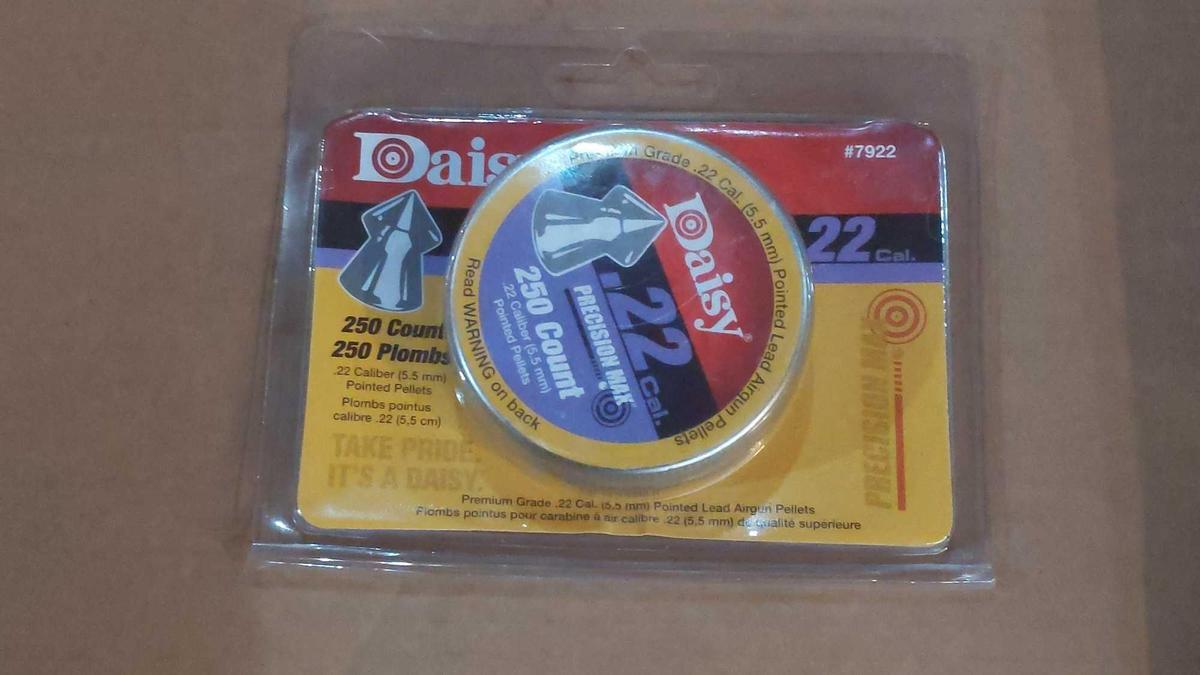 Dais
#7922
22 Cal.
250 Count
250 Plombs
.22 Caliber (5.5 mm)
Pointed Pellets
Plombs pointus
calibre .22 (5,5 cm)
TAKE PRIDE.
IT'S A DAISY.
PRECISION MAX
Premium Grade .22 Cal. (5.5 mm) Pointed Lead Airgun Pellets
Plombs pointus pour carabine à air calibre .22 (5,5 mm) de qualité superieure
Premium Grade .22 Cal. (5.5 mm) Pointed Lead Airgun Pellets
Daisy®
.22 Cal.
PRECISION MAX
250 Count
.22 Caliber (5.5 mm)
Pointed Pellets
Read WARNING on back